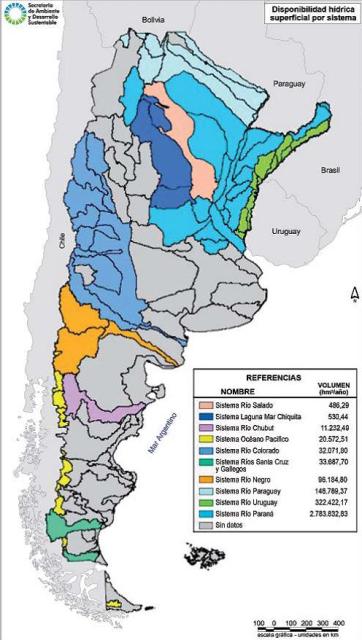 Secretaría
de Ambiente
y Desarrollo
Sustentable
Disponibilidad hídrica
superficial por sistema
Bolivia
Paraguay
Brasil
Chile
Uruguay
Mar Argentino
N
REFERENCIAS
NOMBRE
VOLUMEN
(hm³/año)
Sistema Río Salado 486,29
Sistema Laguna Mar Chiquita 530,44
Sistema Río Chubut 11.232,49
Sistema Océano Pacífico 20.572,51
Sistema Río Colorado 32.071,00
Sistema Ríos Santa Cruz
y Gallegos 33.687,70
Sistema Río Negro 96.184,80
Sistema Río Paraguay 148.789,37
Sistema Río Uruguay 322.422,17
Sistema Río Paraná 2.783.832,83
Sin datos
100 0 100 200 300 400
escala gráfica - unidades en km